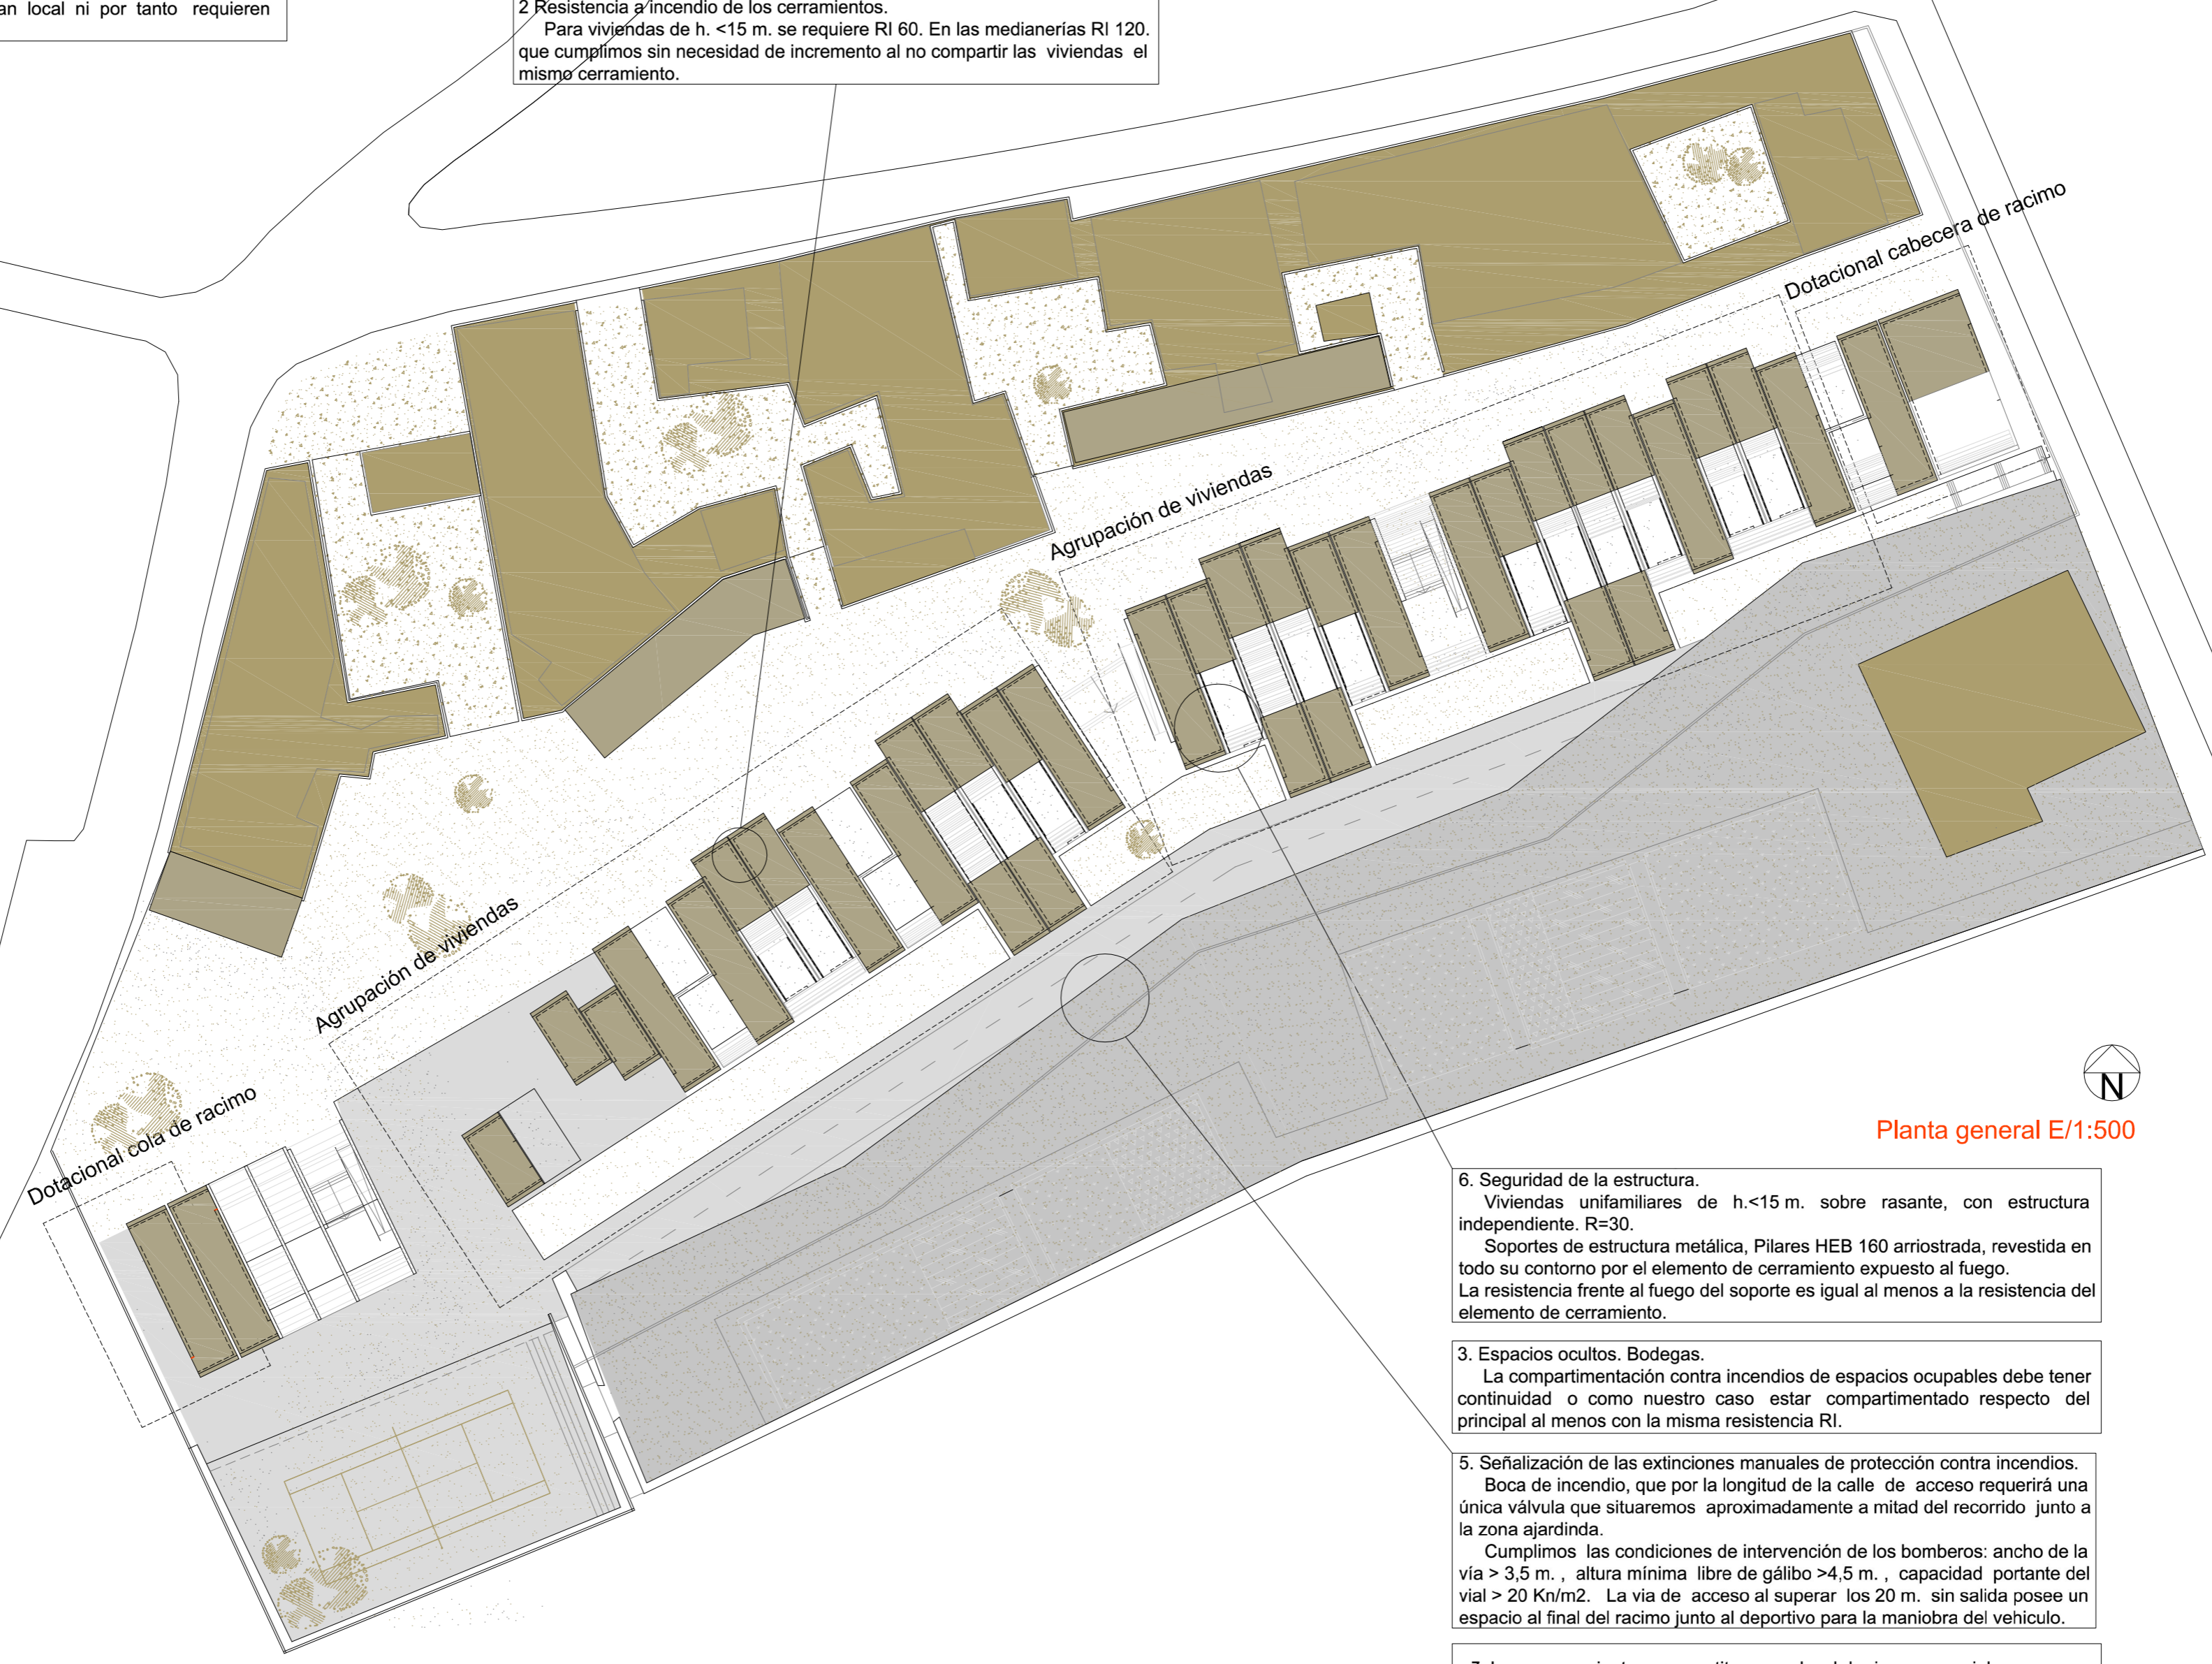 an local ni por tanto requieren
2 Resistencia a incendio de los cerramientos.
Para viviendas de h. <15 m. se requiere RI 60. En las medianerías RI 120.
que cumplimos sin necesidad de incremento al no compartir las viviendas el
mismo cerramiento.
Dotacional cabecera de racimo
Agrupación de viviendas
Agrupación de viviendas
Dotacional cola de racimo
N
Planta general E/1:500
6. Seguridad de la estructura.
Viviendas unifamiliares de h.<15 m. sobre rasante, con estructura
independiente. R=30.
Soportes de estructura metálica, Pilares HEB 160 arriostrada, revestida en
todo su contorno por el elemento de cerramiento expuesto al fuego.
La resistencia frente al fuego del soporte es igual al menos a la resistencia del
elemento de cerramiento.
3. Espacios ocultos. Bodegas.
La compartimentación contra incendios de espacios ocupables debe tener
continuidad o como nuestro caso estar compartimentado respecto del
principal al menos con la misma resistencia RI.
5. Señalización de las extinciones manuales de protección contra incendios.
Boca de incendio, que por la longitud de la calle de acceso requerirá una
única válvula que situaremos aproximadamente a mitad del recorrido junto a
la zona ajardinda.
Cumplimos las condiciones de intervención de los bomberos: ancho de la
vía > 3,5 m. , altura mínima libre de gálibo >4,5 m. , capacidad portante del
vial > 20 Kn/m2. La via de acceso al superar los 20 m. sin salida posee un
espacio al final del racimo junto al deportivo para la maniobra del vehiculo.